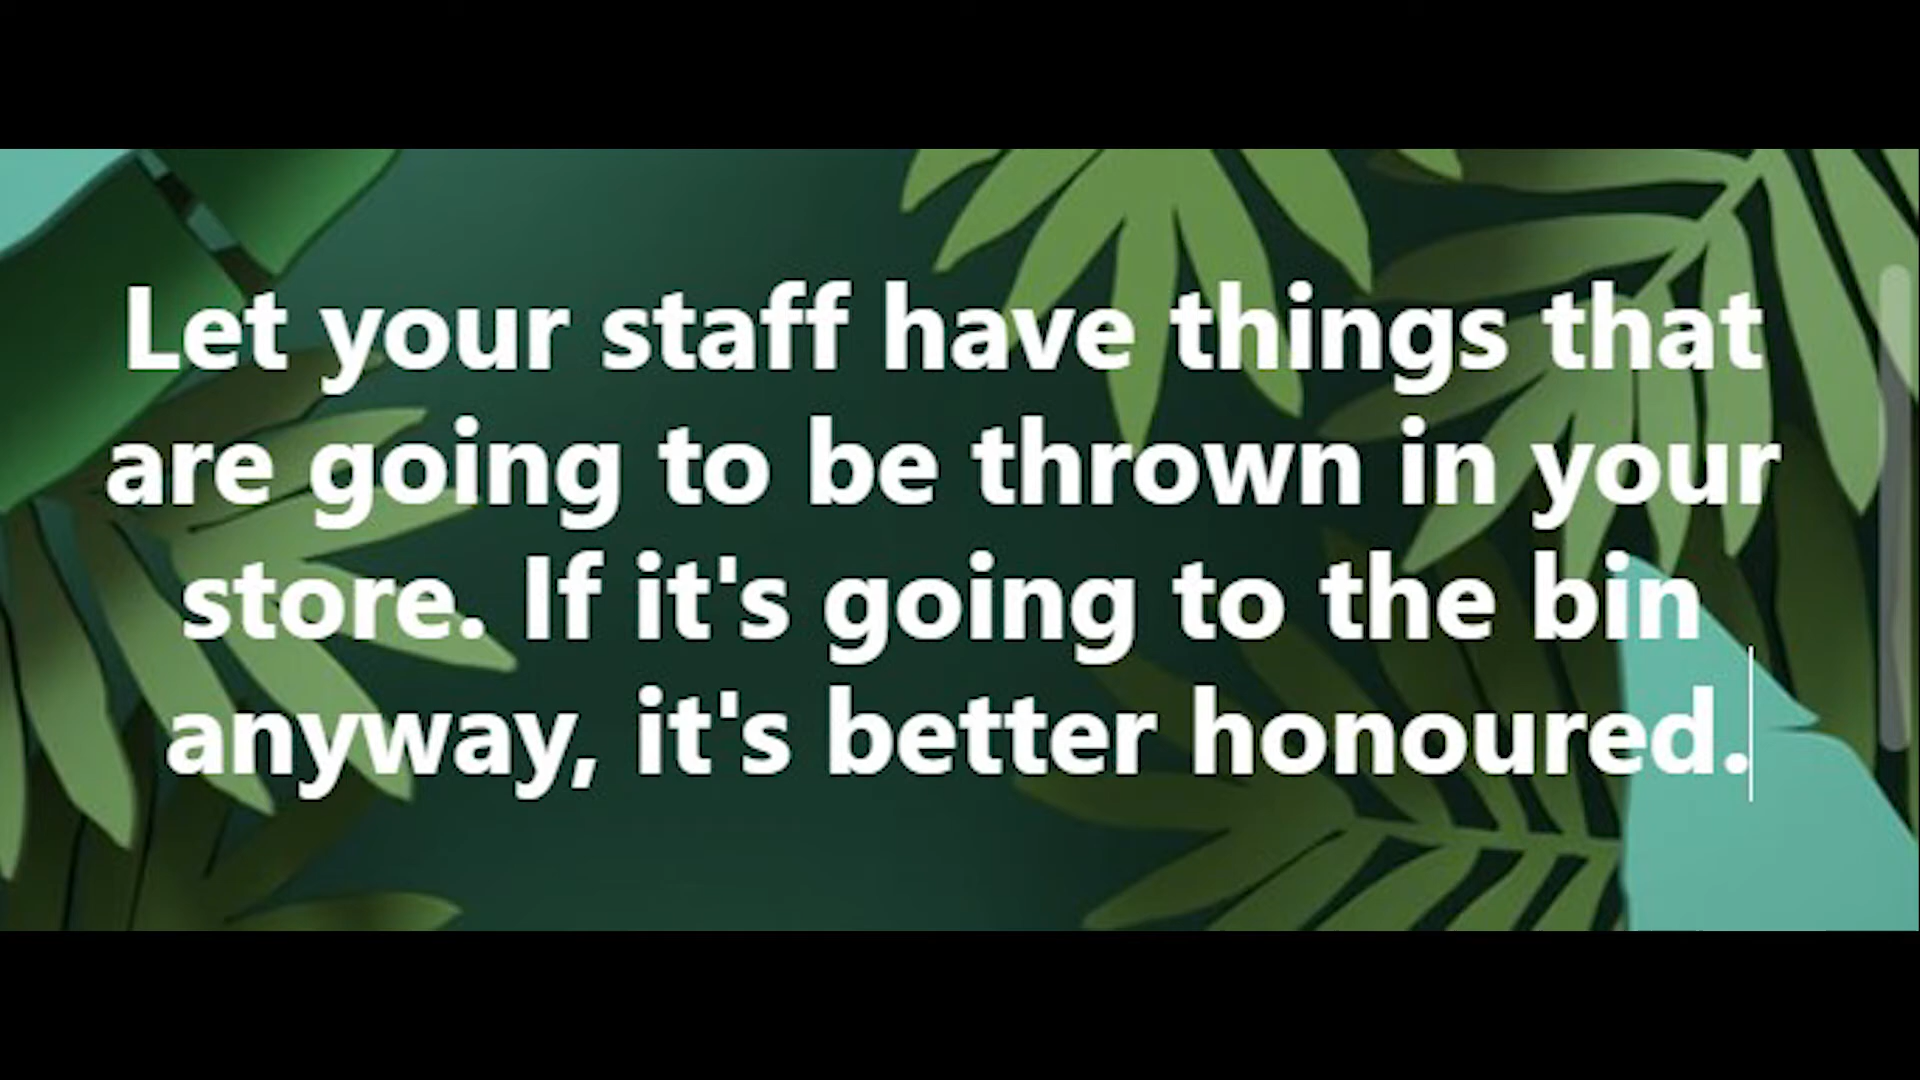 Let your staff have things that
are going to be thrown in your
store. If it's going to the bin
anyway, it's better honoured.